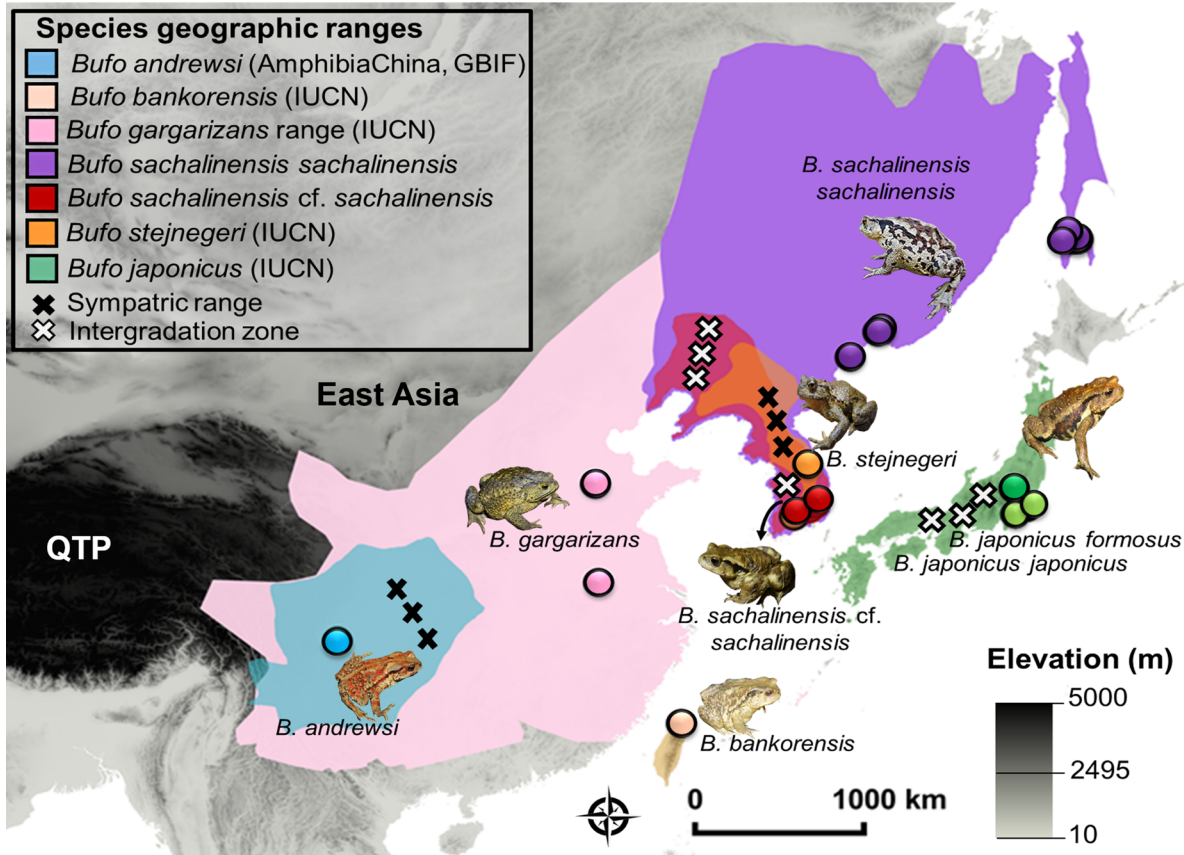 Species geographic ranges
Bufo andrewsi (AmphibiaChina, GBIF)
Bufo bankorensis (IUCN)
Bufo gargarizans range (IUCN)
Bufo sachalinensis sachalinensis
Bufo sachalinensis cf. sachalinensis
Bufo stejnegeri (IUCN)
Bufo japonicus (IUCN)
Sympatric range
Intergradation zone
B. sachalinensis
sachalinensis
East Asia
B. stejnegeri
B. gargarizans
QTP
B. japonicus formosus
B. japonicus japonicus
B. sachalinensis cf.
sachalinensis
B. andrewsi
B. bankorensis
Elevation (m)
5000
2495
10
0 1000 km